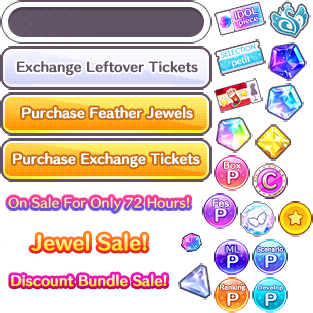 IDOL
piece
SELECTION
petit
Exchange Leftover Tickets
Purchase Feather Jewels
Purchase Exchange Tickets
Box
P
C
On Sale For Only 72 Hours!
Fes
P
Jewel Sale!
ML
P
Scenario
P
Discount Bundle Sale!
Ranking
P
Develop
P